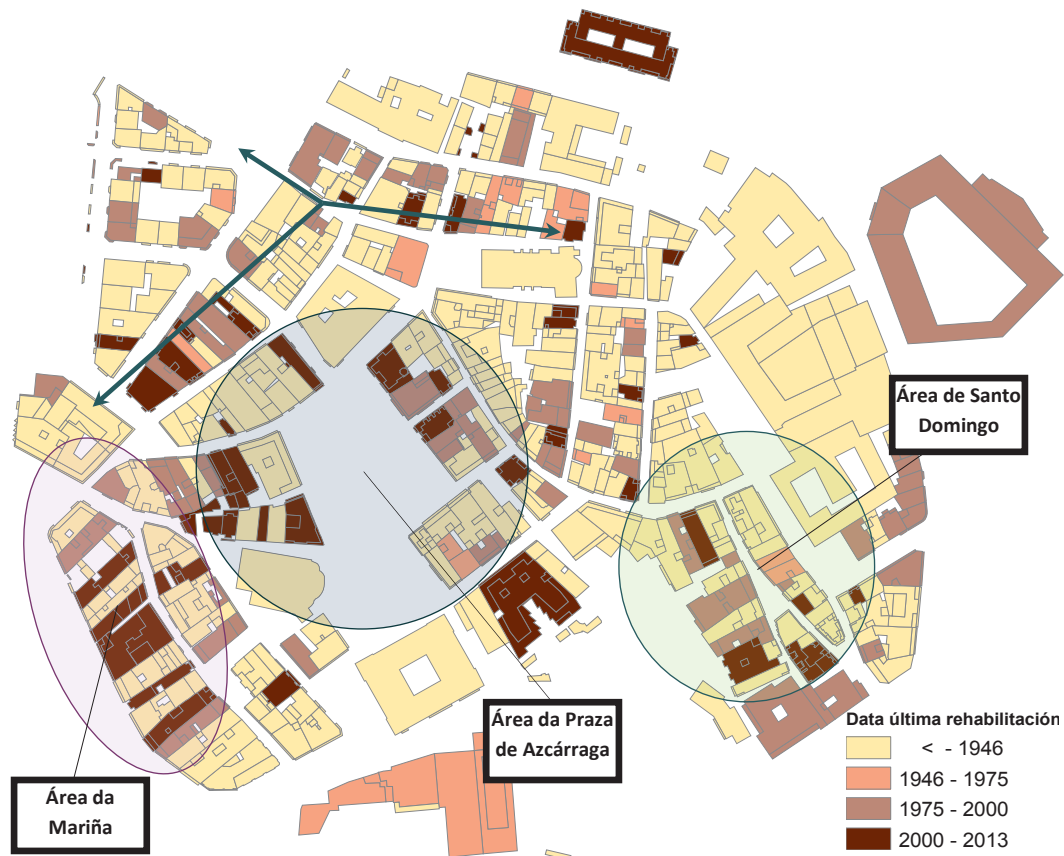 Área de Santo
Domingo
Área da Praza
de Azcárraga
Área da
Mariña
Data última rehabilitación
< - 1946
1946 - 1975
1975 - 2000
2000 - 2013